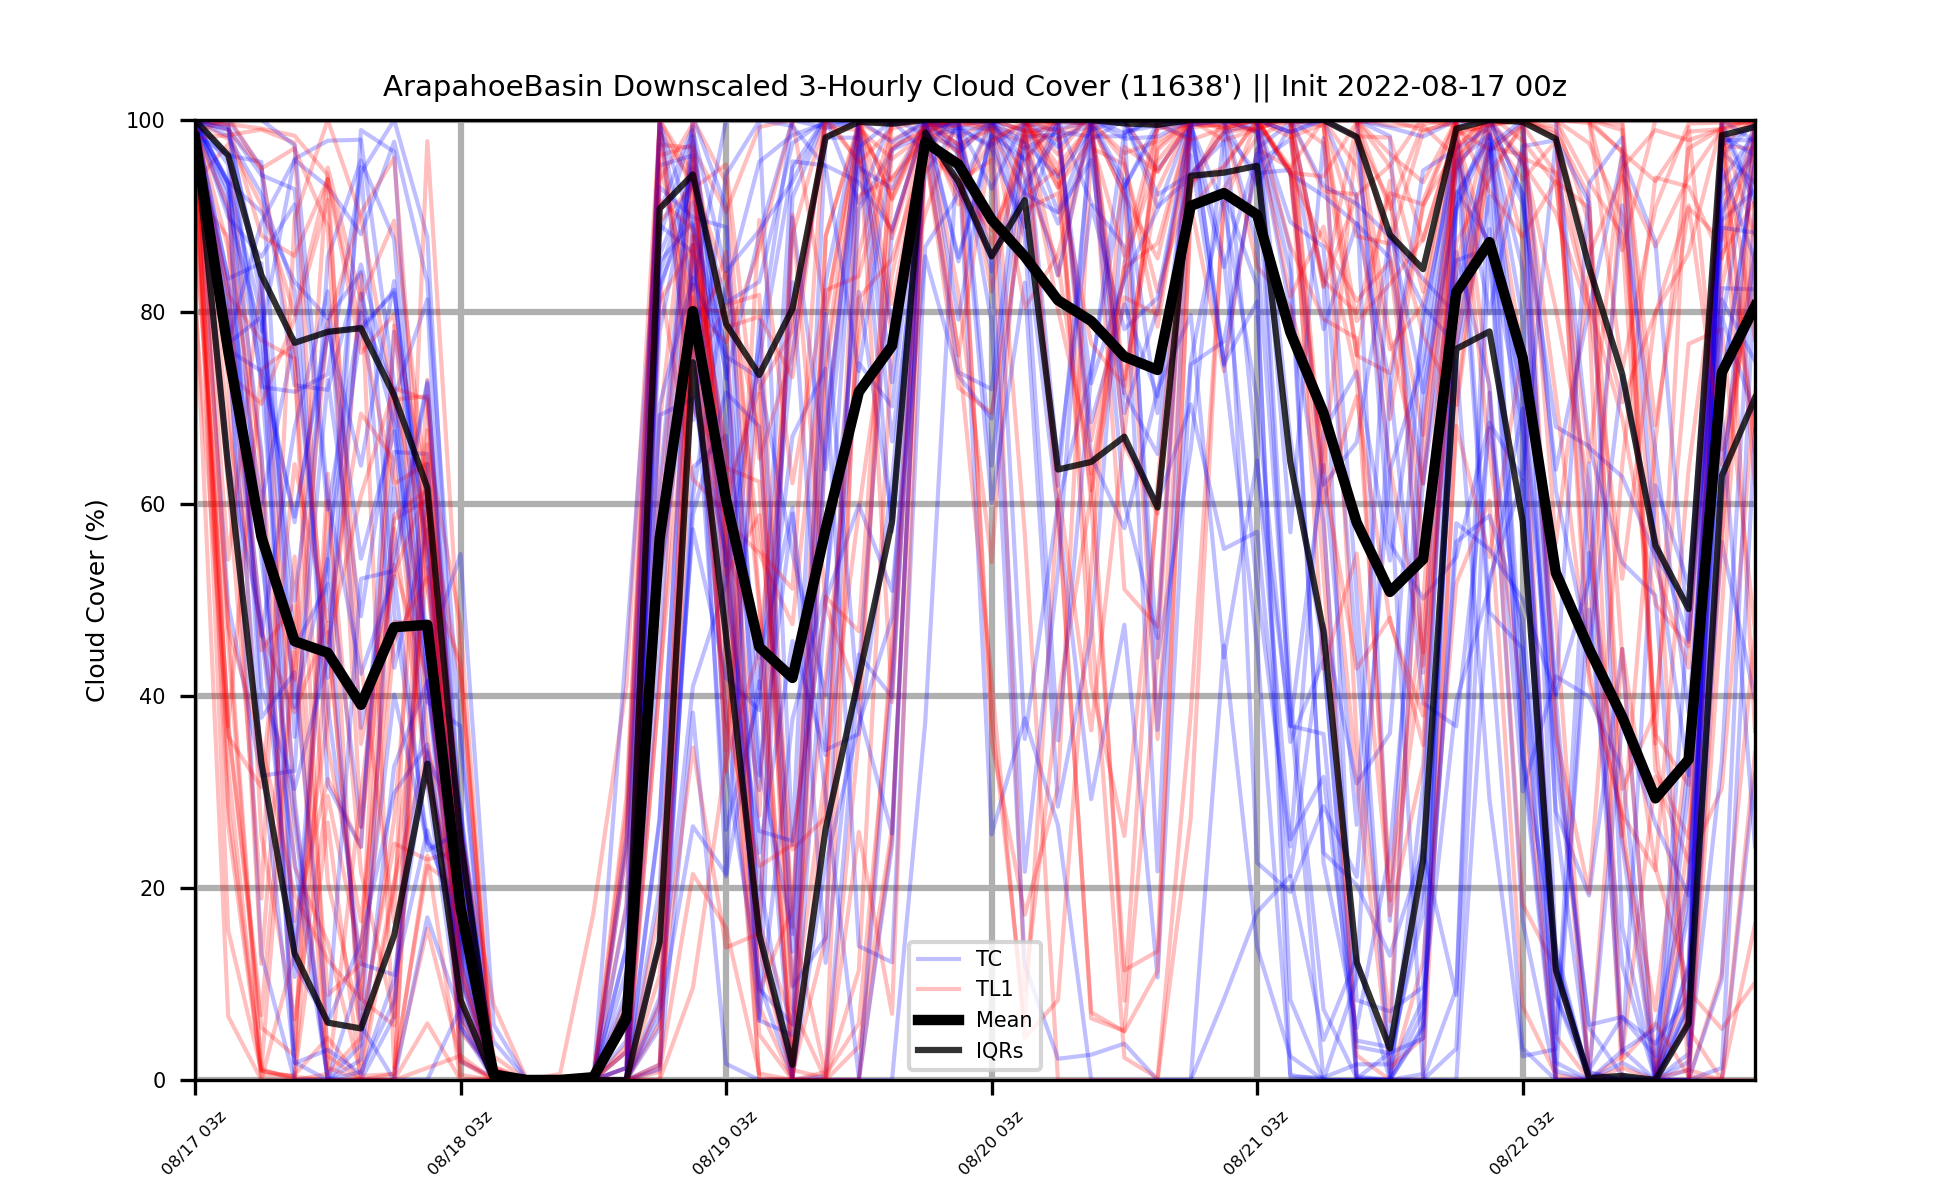 ArapahoeBasin Downscaled 3-Hourly Cloud Cover (11638') || Init 2022-08-17 00z
Cloud Cover (%)
100
80
60
40
20
0
TC
TL1
Mean
IQRs
08/17 03z
08/18 03z
08/19 03z
08/20 03z
08/21 03z
08/22 03z